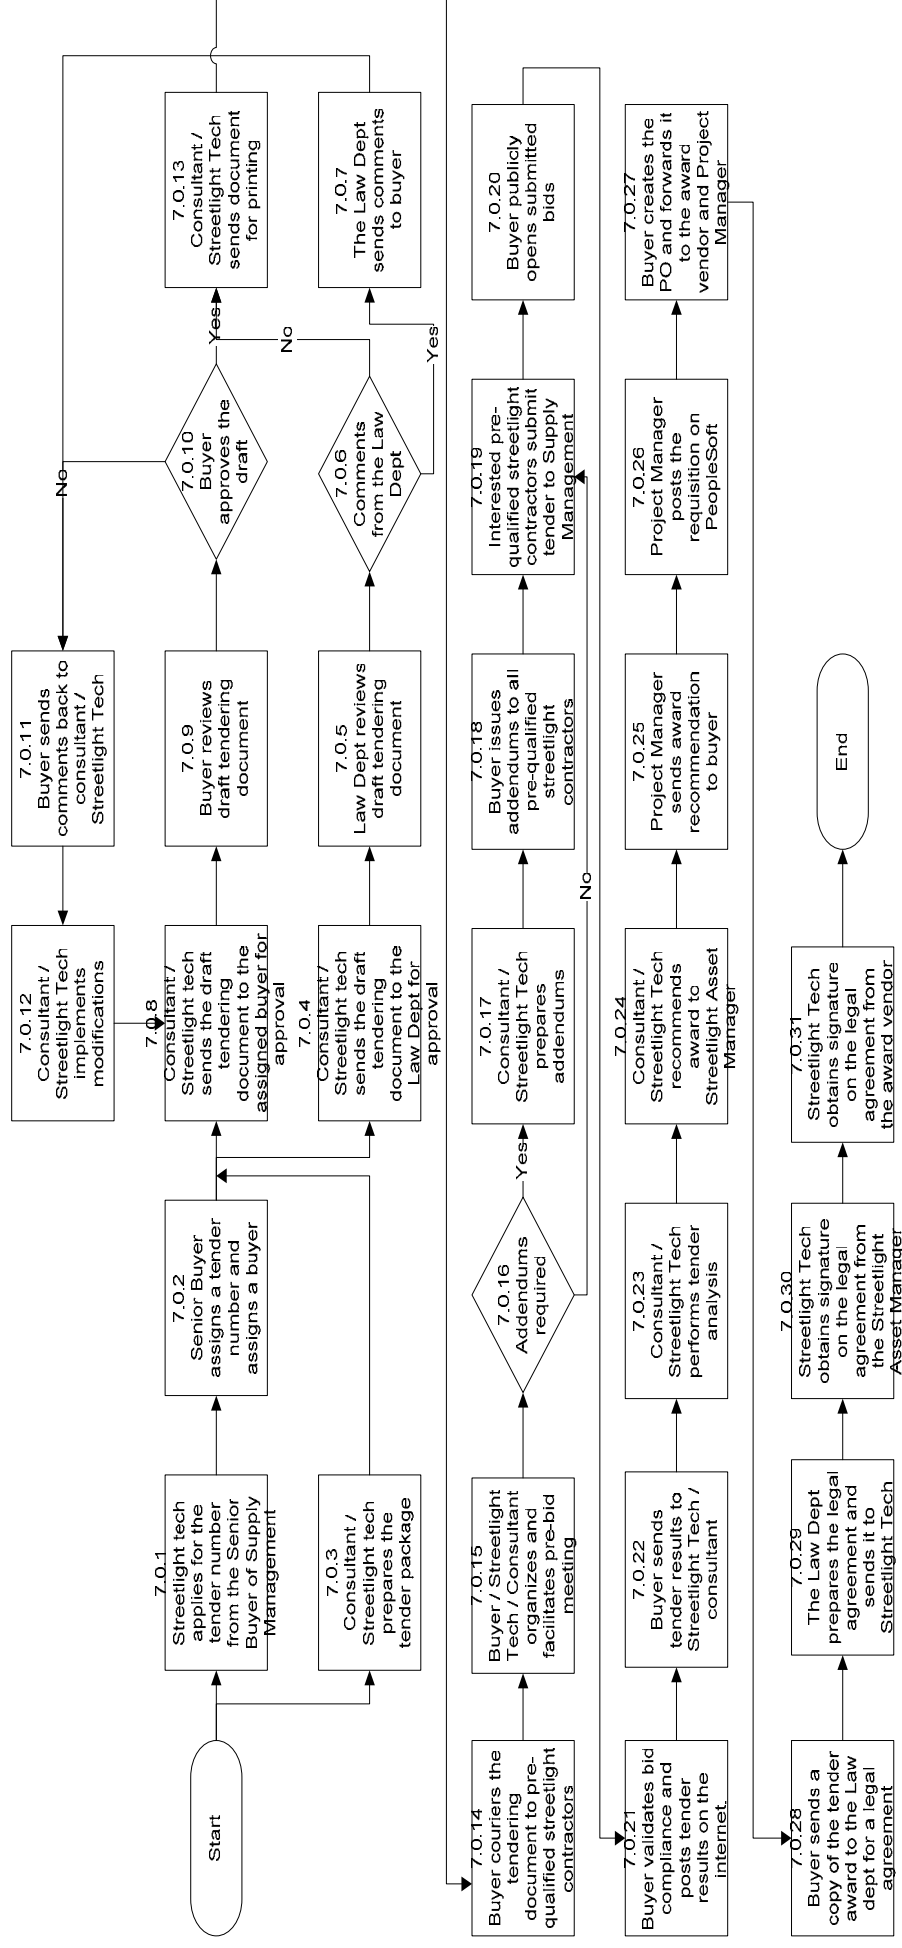 Start
7.0.1
Streetlight tech
applies for the
tender number
from the Senior
Buyer of Supply
Management
7.0.2
Senior Buyer
assigns a tender
number and
assigns a buyer
7.0.3
Consultant /
Streetlight tech
prepares the
tender package
7.0.4
Consultant /
Streetlight tech
sends the draft
tendering
document to the
Law Dept for
approval
7.0.5
Law Dept reviews
draft tendering
document
7.0.6
Comments
from the Law
Dept
Yes
No
7.0.7
The Law Dept
sends comments
to buyer
7.0.8
Consultant /
Streetlight tech
sends the draft
tendering
document to the
assigned buyer for
approval
7.0.9
Buyer reviews
draft tendering
document
7.0.10
Buyer
approves the
draft
Yes
No
7.0.11
Buyer sends
comments back to
consultant /
Streetlight Tech
7.0.12
Consultant /
Streetlight Tech
implements
modifications
7.0.13
Consultant /
Streetlight Tech
sends document
for printing
7.0.14
Buyer couriers the
tendering
document to pre-
qualified streetlight
contractors
7.0.15
Buyer / Streetlight
Tech / Consultant
organizes and
facilitates pre-bid
meeting
7.0.16
Addendums
required
Yes
No
7.0.17
Consultant /
Streetlight Tech
prepares
addendums
7.0.18
Buyer issues
addendums to all
pre-qualified
streetlight
contractors
7.0.19
Interested pre-
qualified streetlight
contractors submit
tender to Supply
Management
7.0.20
Buyer publicly
opens submitted
bids
7.0.21
Buyer validates bid
compliance and
posts tender
results on the
internet.
7.0.22
Buyer sends
tender results to
Streetlight Tech /
consultant
7.0.23
Consultant /
Streetlight Tech
performs tender
analysis
7.0.24
Consultant /
Streetlight Tech
recommends
award to
Streetlight Asset
Manager
7.0.25
Project Manager
sends award
recommendation
to buyer
7.0.26
Project Manager
posts the
requisition on
PeopleSoft
7.0.27
Buyer creates the
PO and forwards it
to the award
vendor and Project
Manager
7.0.28
Buyer sends a
copy of the tender
award to the Law
dept for a legal
agreement
7.0.29
The Law Dept
prepares the legal
agreement and
sends it to
Streetlight Tech
7.0.30
Streetlight Tech
obtains signature
on the legal
agreement from
the Streetlight
Asset Manager
7.0.31
Streetlight Tech
obtains signature
on the legal
agreement from
the award vendor
End